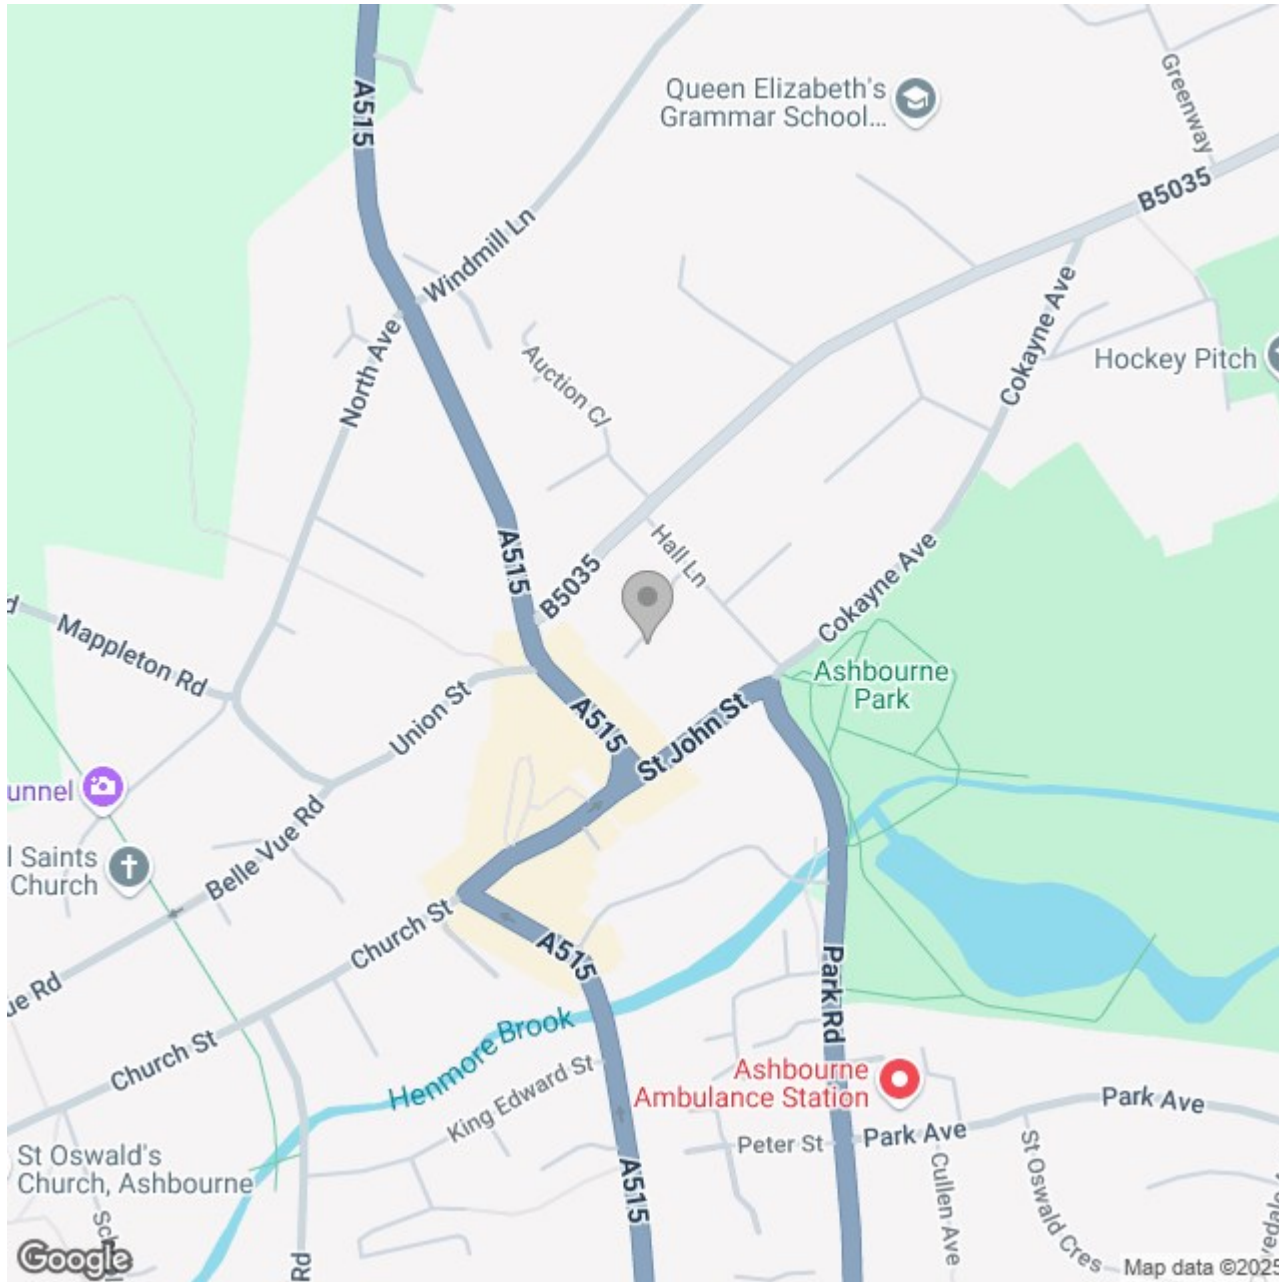 A515
Queen Elizabeth's
Grammar School...
Greenway
B5035
Windmill Ln
North Ave
Auction Cl
Cokayne Ave
Hockey Pitch
A515
B5035
Hall Ln
Cokayne Ave
Mappleton Rd
Union St
A515
St John St
Ashbourne
Park
unnel
l Saints
Church
Belle Vue Rd
Church St
A515
Park Rd
ue Rd
Church St
Henmore Brook
King Edward St
Ashbourne
Ambulance Station
Park Ave
Peter St
Park Ave
St Oswald's
Church, Ashbourne
A515
Cullen Ave
St Oswald Cres
Rd
Google
Map data ©2025